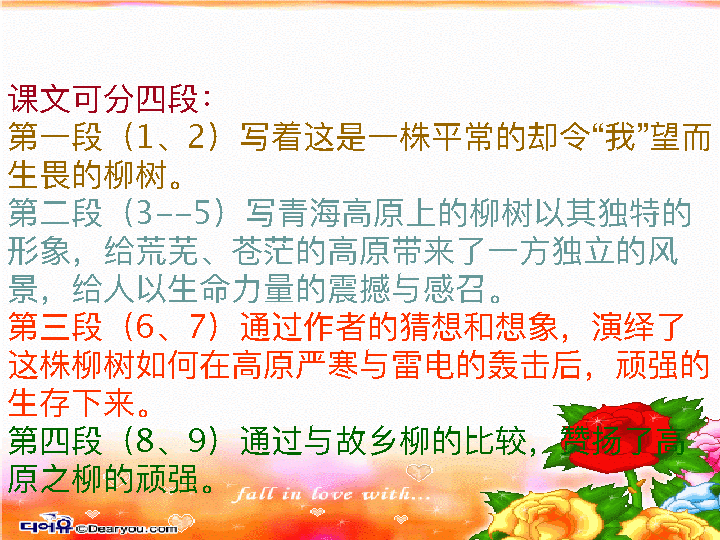 课文可分四段：
第一段（1、2）写着这是一株平常的却令“我”望而
生畏的柳树。
第二段（3--5）写青海高原上的柳树以其独特的
形象，给荒芜、苍茫的高原带来了一方独立的风
景，给人以生命力量的震撼与感召。
第三段（6、7）通过作者的猜想和想象，演绎了
这株柳树如何在高原严寒与雷电的轰击后，顽强的
生存下来。
第四段（8、9）通过与故乡柳的比较，赞扬了高
原之柳的顽强。
fall in love with...
디어유 ©Dearyou.com